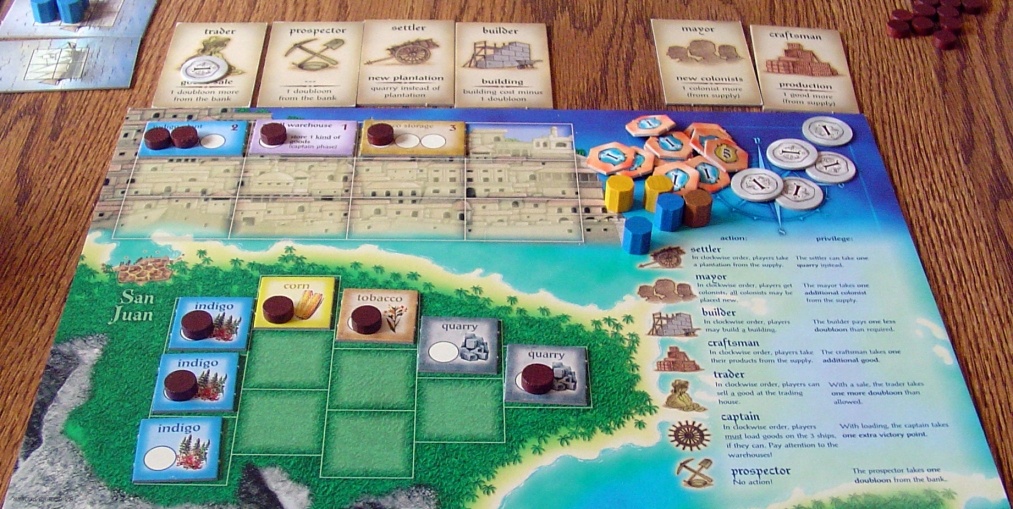 trader
1 doubloon more
from the bank
prospector
1 doubloon
from the bank
settler
new plantation
quarry instead of
plantation
builder
building
building cost minus
1 doubloon
mayor
new colonists
1 colonist more
(from supply)
craftsman
production
1 good more
(from supply)
2
warehouse 1
store 1 kind of
goods
(captain phase)
storage 3
San
Juan
indigo
indigo
indigo
corn
tobacco
quarry
quarry
5
action: privilege:
settler
In clockwise order, players take
a plantation from the supply.
The settler can take one
quarry instead.
mayor
In clockwise order, players get
colonists; all colonists may be
placed new.
The mayor takes one
additional colonist
from the supply.
builder
In clockwise order, players
may build a building.
The builder pays one less
doubloon than required.
craftsman
In clockwise order, players take
their products from the supply.
The craftsman takes one
additional good.
trader
In clockwise order, players can
sell a good at the trading
house.
With a sale, the trader takes
one more doubloon than
allowed.
captain
In clockwise order, players
must load goods on the 3 ships,
if they can. Pay attention to the
warehouses!
With loading, the captain takes
one extra victory point.
prospector
No action!
The prospector takes one
doubloon from the bank.